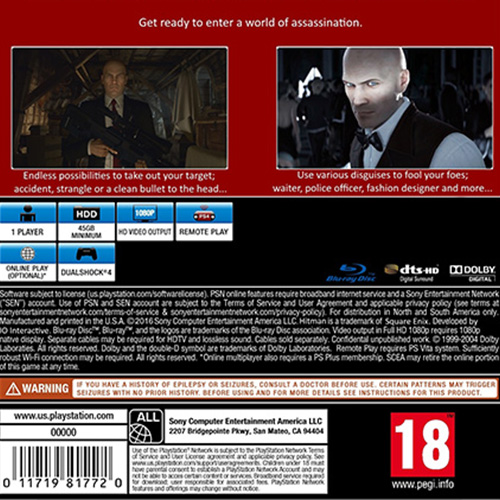 Get ready to enter a world of assassination.
Endless possibilities to take out your target;
accident, strangle or a clean bullet to the head...
Use various disguises to fool your foes;
waiter, police officer, fashion designer and more...
1 PLAYER
HDD
45GB
MINIMUM
1080P
HD VIDEO OUTPUT
PS4
REMOTE PLAY
ONLINE PLAY
(OPTIONAL)*
DUALSHOCK®4
Blu-ray Disc
dts-HD
Digital Surround
DOLBY
DIGITAL
Software subject to license (us.playstation.com/softwarelicense). PSN online features require broadband internet service and a Sony Entertainment Network
("SEN") account. Use of PSN and SEN account are subject to the Terms of Service and User Agreement and applicable privacy policy (see terms at
sonyentertainmentnetwork.com/terms-of-service & sonyentertainmentnetwork.com/privacy-policy). For distribution in North and South America only.
Manufactured and printed in the U.S.A. ©2016 Sony Computer Entertainment America LLC. Hitman is a trademark of Square Enix. Developed
IO Interactive. Blu-ray Disc™, Blu-ray™, and the logos are trademarks of the Blu-ray Disc Association. Video output in Full HD 1080p requires 1080p
native display. Separate cables may be required for HDTV and lossless sound. Cables sold separately. Confidential unpublished work. © 1999-2004 Dolby
Laboratories. All rights reserved. Dolby and the double-D symbol are trademarks of Dolby Laboratories. Remote Play requires PS Vita system. Sufficiently
robust Wi-Fi connection may be required. All rights reserved. *Online multiplayer also requires a PS Plus membership. SCEA may retire the online portion
of this game at any time.
WARNING
IF YOU HAVE A HISTORY OF EPILEPSY OR SEIZURES, CONSULT A DOCTOR BEFORE USE. CERTAIN PATTERNS MAY TRIGGER
SEIZURES WITH NO PRIOR HISTORY. BEFORE USING AND FOR MORE DETAILS SEE INSTRUCTIONS FOR THIS PRODUCT.
www.us.playstation.com
00000
0 11719 81772 0
ALL
Sony Computer Entertainment America LLC
2207 Bridgepointe Pkwy, San Mateo, CA 94404
Use of the PlayStation® Network is subject to the PlayStation Network Terms
of Service and User Agreement and applicable privacy policy. See
www.us.playstation.com/support/useragreements. Children under 18 must
have parental consent to establish a PlayStation Network Account and may not
be able to access certain content or services. Broadband service required
for download; user responsible for associated fees. PlayStation Network
features and offerings may change without notice.
18
www.pegi.info